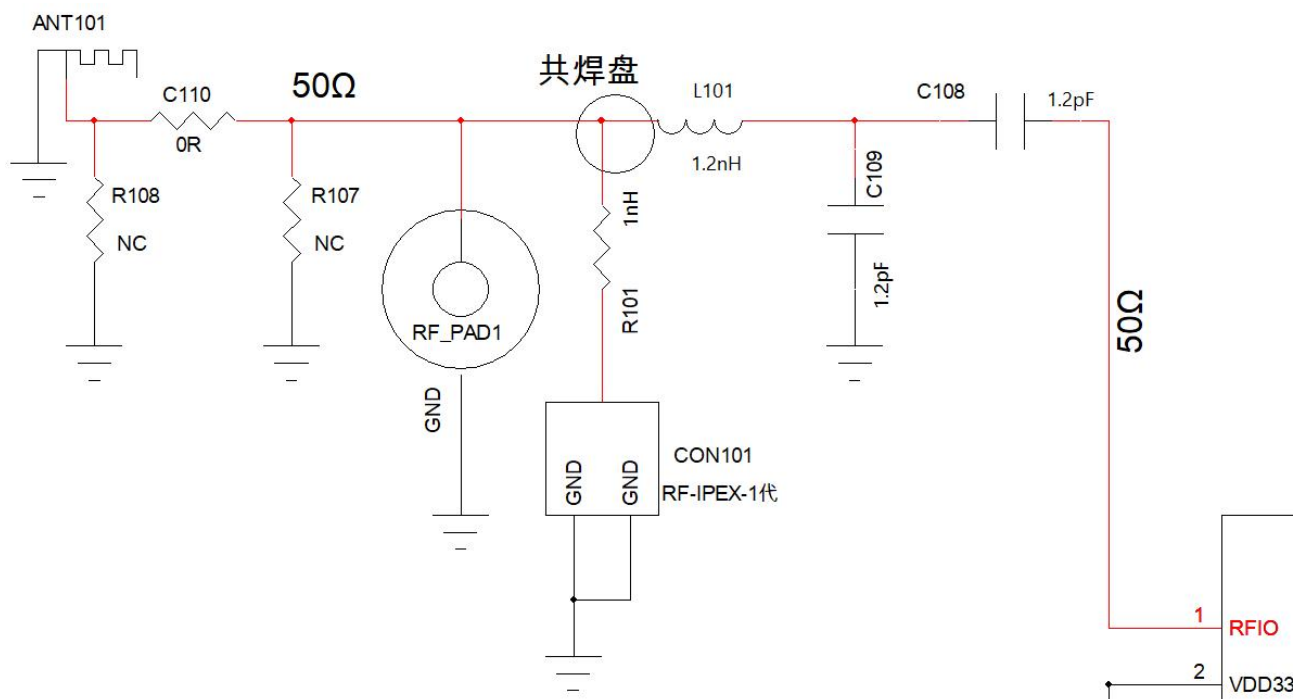 ANT101
C110
0R
50Ω
共焊盘
L101
1.2nH
C108
1.2pF
R108
NC
R107
NC
RF_PAD1
GND
1nH
R101
C109
1.2pF
50Ω
GND
GND
CON101
RF-IPEX-1代
1
RFIO
2
VDD33